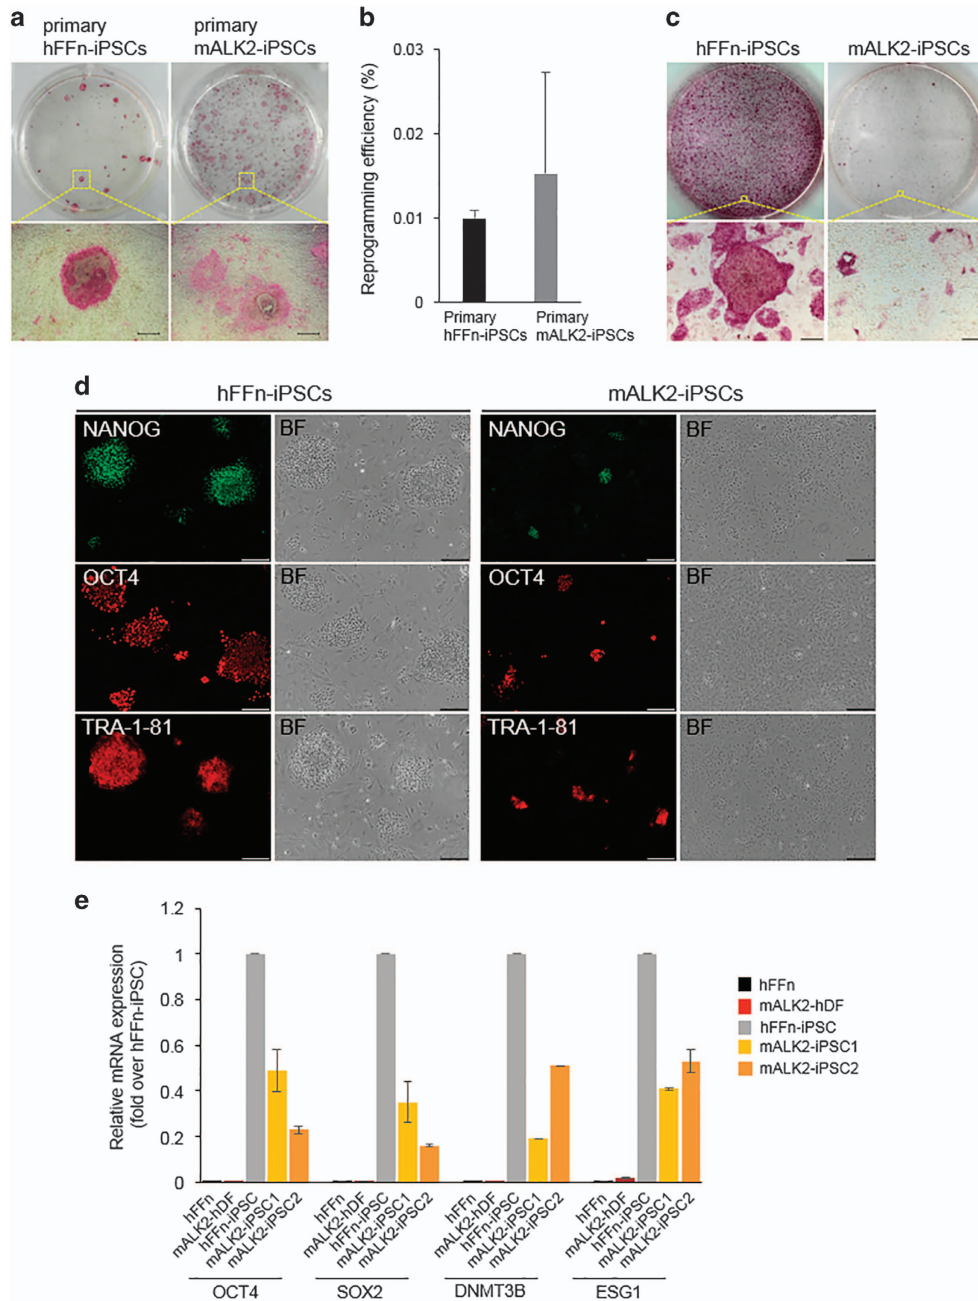 a
primary
hFFn-iPSCs
primary
mALK2-iPSCs
b
Reprogramming efficiency (%)
0.03
0.02
0.01
0
Primary
hFFn-iPSCs
Primary
mALK2-iPSCs
c
hFFn-iPSCs
mALK2-iPSCs
d
hFFn-iPSCs
mALK2-iPSCs
NANOG
BF
NANOG
BF
OCT4
BF
OCT4
BF
TRA-1-81
BF
TRA-1-81
BF
e
Relative mRNA expression
(fold over hFFn-iPSC)
1.2
1
0.8
0.6
0.4
0.2
0
hFFn
mALK2-hDF
hFFn-iPSC
mALK2-iPSC1
mALK2-iPSC2
hFFn
mALK2-hDF
hFFn-iPSC
mALK2-iPSC1
mALK2-iPSC2
hFFn
mALK2-hDF
hFFn-iPSC
mALK2-iPSC1
mALK2-iPSC2
hFFn
mALK2-hDF
hFFn-iPSC
mALK2-iPSC1
mALK2-iPSC2
OCT4
SOX2
DNMT3B
ESG1
hFFn
mALK2-hDF
hFFn-iPSC
mALK2-iPSC1
mALK2-iPSC2